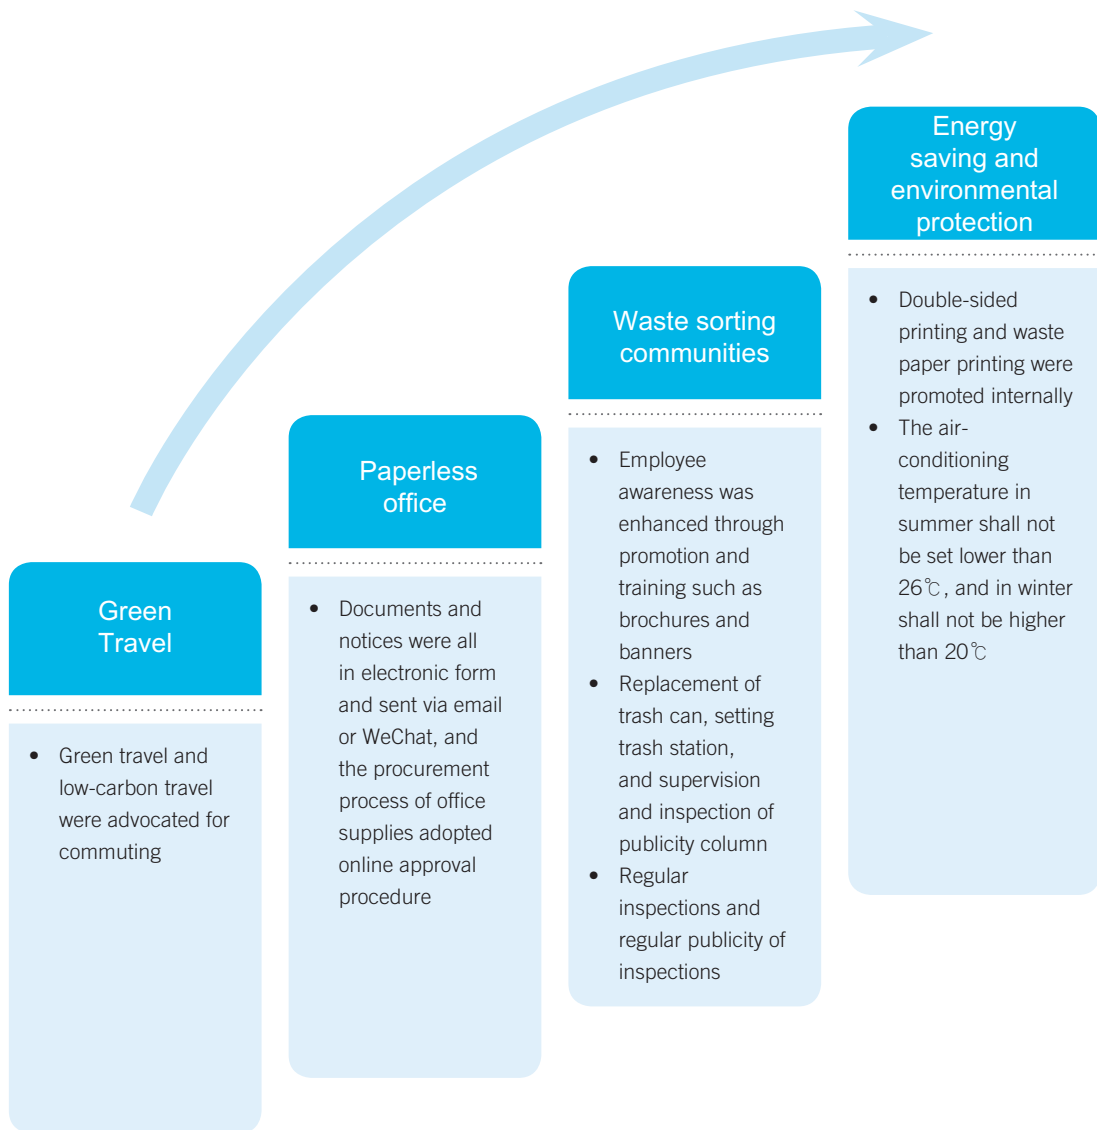 Green
Travel
• Green travel and
low-carbon travel
were advocated for
commuting
Paperless
office
• Documents and
notices were all
in electronic form
and sent via email
or WeChat, and
the procurement
process of office
supplies adopted
online approval
procedure
Waste sorting
communities
• Employee
awareness was
enhanced through
promotion and
training such as
brochures and
banners
• Replacement of
trash can, setting
trash station,
and supervision
and inspection of
publicity column
• Regular
inspections and
regular publicity of
inspections
Energy
saving and
environmental
protection
• Double-sided
printing and waste
paper printing were
promoted internally
• The air-
conditioning
temperature in
summer shall not
be set lower than
26℃, and in winter
shall not be higher
than 20℃